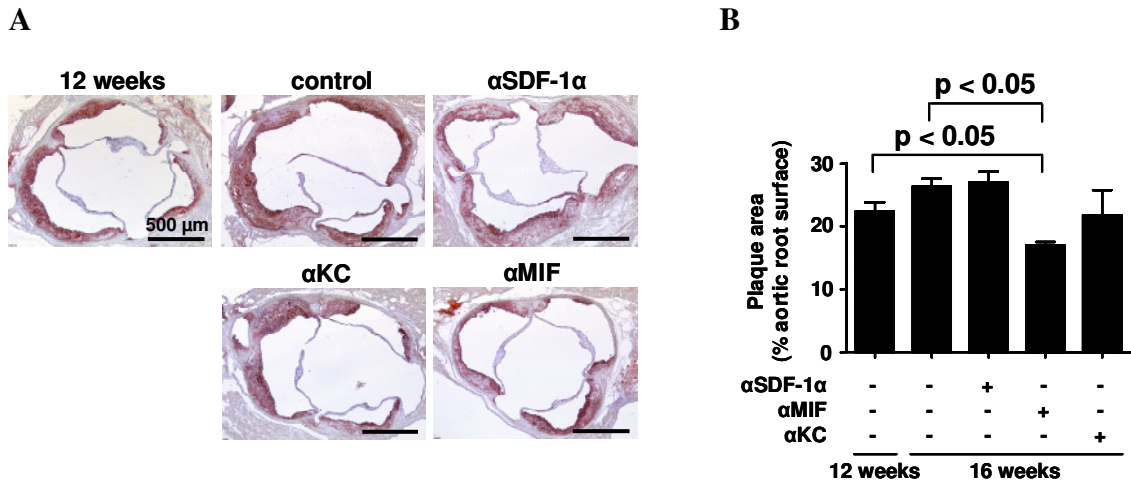 A
B
12 weeks
control
αSDF-1α
500 µm
αKC
αMIF
p < 0.05
p < 0.05
Plaque area
(% aortic root surface)
30
20
10
0
αSDF-1α - - + - -
αMIF - - - + -
αKC - - - - +
12 weeks 16 weeks